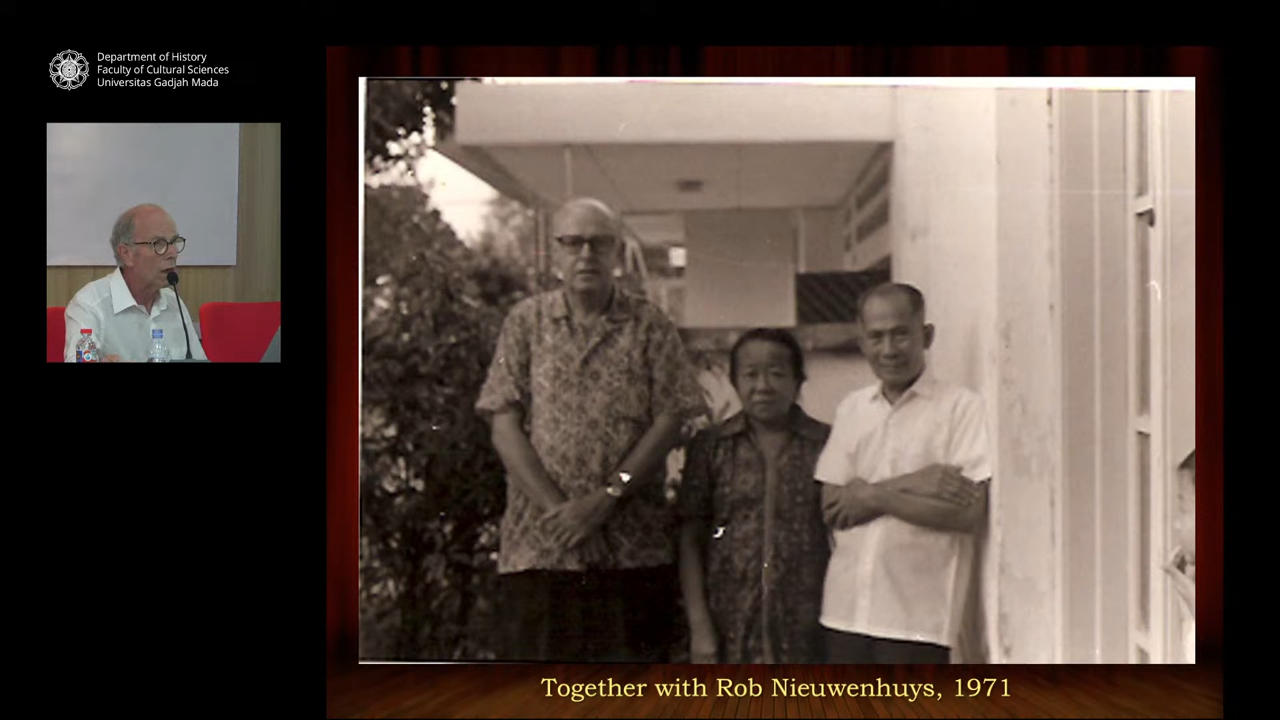 Department of History
Faculty of Cultural Sciences
Universitas Gadjah Mada
Together with Rob Nieuwenhuys, 1971